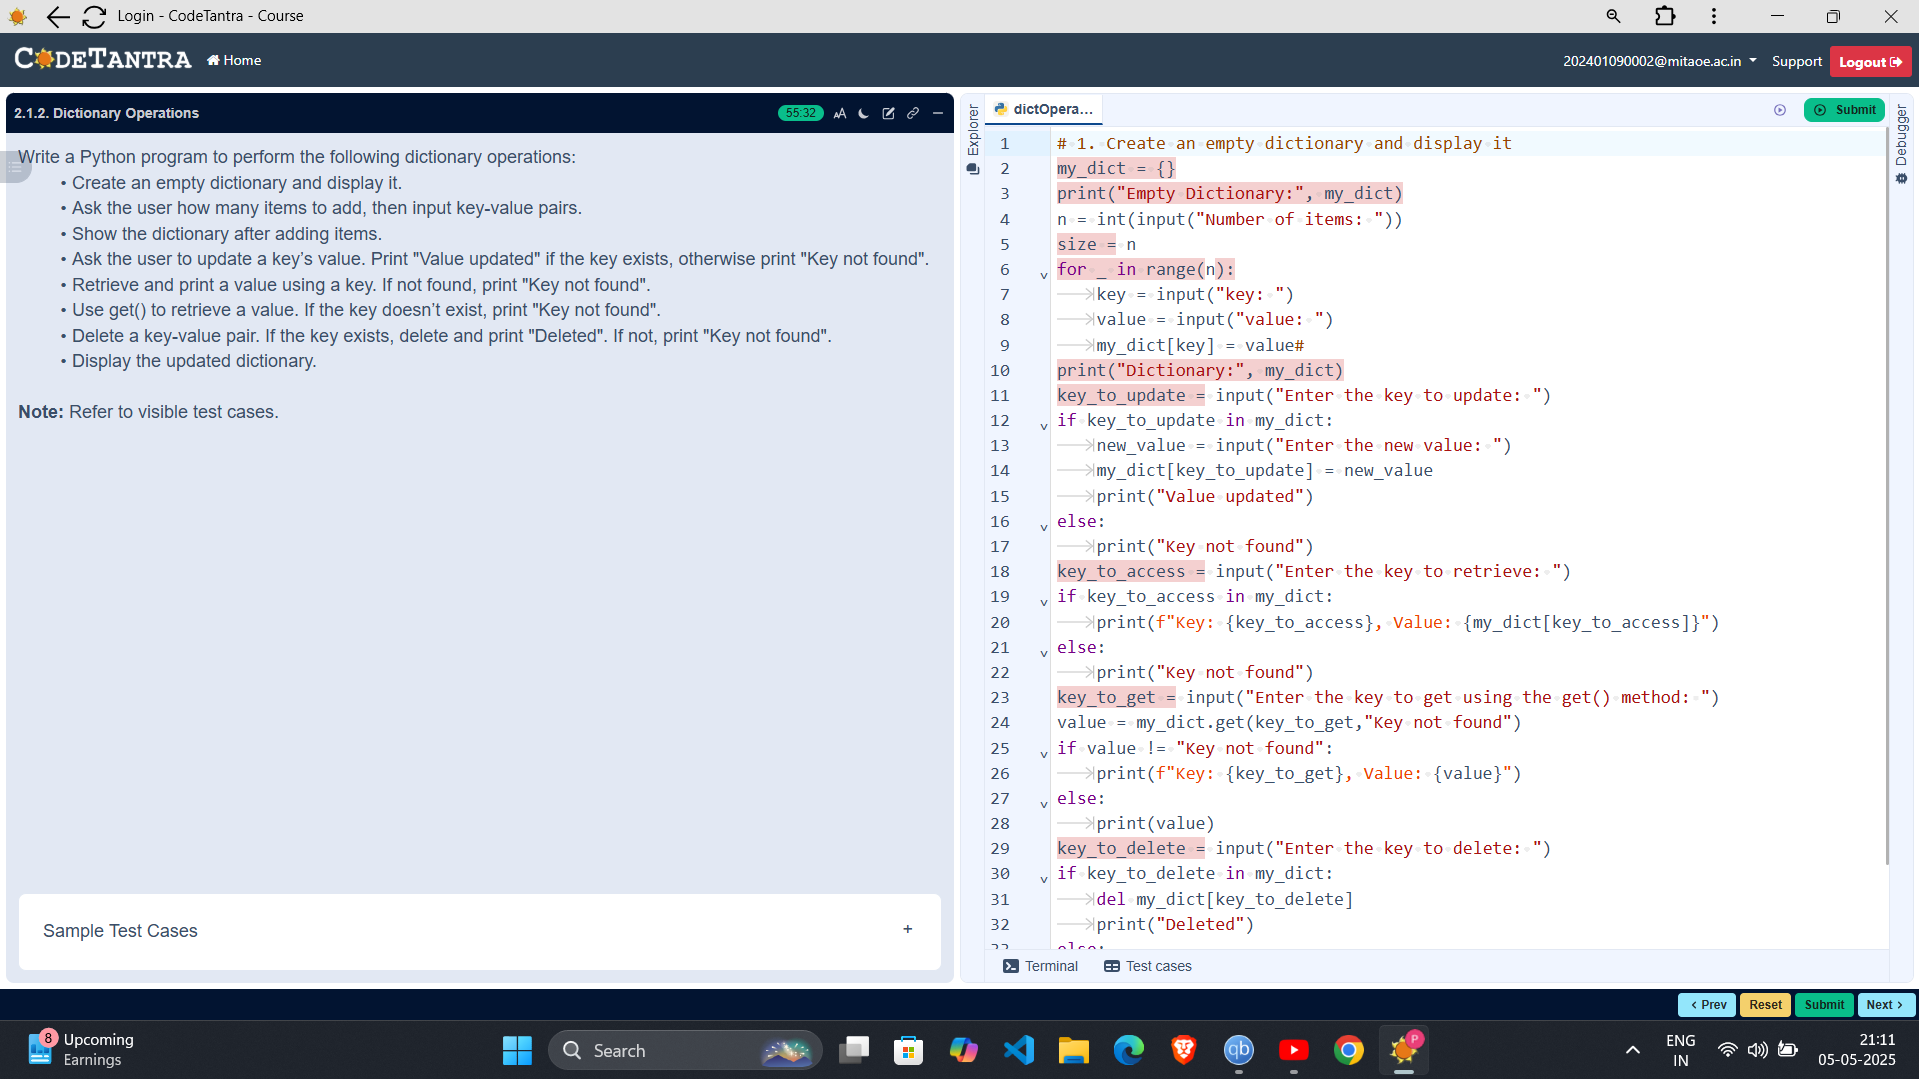 Login - CodeTantra - Course
CODETANTRA
Home
202401090002@mitaoe.ac.in
Support
Logout
2.1.2. Dictionary Operations
55:32
Write a Python program to perform the following dictionary operations:
• Create an empty dictionary and display it.
• Ask the user how many items to add, then input key-value pairs.
• Show the dictionary after adding items.
• Ask the user to update a key’s value. Print "Value updated" if the key exists, otherwise print "Key not found".
• Retrieve and print a value using a key. If not found, print "Key not found".
• Use get() to retrieve a value. If the key doesn’t exist, print "Key not found".
• Delete a key-value pair. If the key exists, delete and print "Deleted". If not, print "Key not found".
• Display the updated dictionary.
Note: Refer to visible test cases.
Sample Test Cases
+
Explorer
dictOpera...
Submit
Debugger
1 # 1. Create an empty dictionary and display it
2 my_dict = {}
3 print("Empty Dictionary:", my_dict)
4 n = int(input("Number of items: "))
5 size = n
6 for _ in range(n):
7 key = input("key: ")
8 value = input("value: ")
9 my_dict[key] = value#
10 print("Dictionary:", my_dict)
11 key_to_update = input("Enter the key to update: ")
12 if key_to_update in my_dict:
13 new_value = input("Enter the new value: ")
14 my_dict[key_to_update] = new_value
15 print("Value updated")
16 else:
17 print("Key not found")
18 key_to_access = input("Enter the key to retrieve: ")
19 if key_to_access in my_dict:
20 print(f"Key: {key_to_access}, Value: {my_dict[key_to_access]}")
21 else:
22 print("Key not found")
23 key_to_get = input("Enter the key to get using the get() method: ")
24 value = my_dict.get(key_to_get,"Key not found")
25 if value != "Key not found":
26 print(f"Key: {key_to_get}, Value: {value}")
27 else:
28 print(value)
29 key_to_delete = input("Enter the key to delete: ")
30 if key_to_delete in my_dict:
31 del my_dict[key_to_delete]
32 print("Deleted")
33 else:
Terminal
Test cases
< Prev
Reset
Submit
Next >
8
Upcoming
Earnings
Search
qb
P
ENG
IN
21:11
05-05-2025